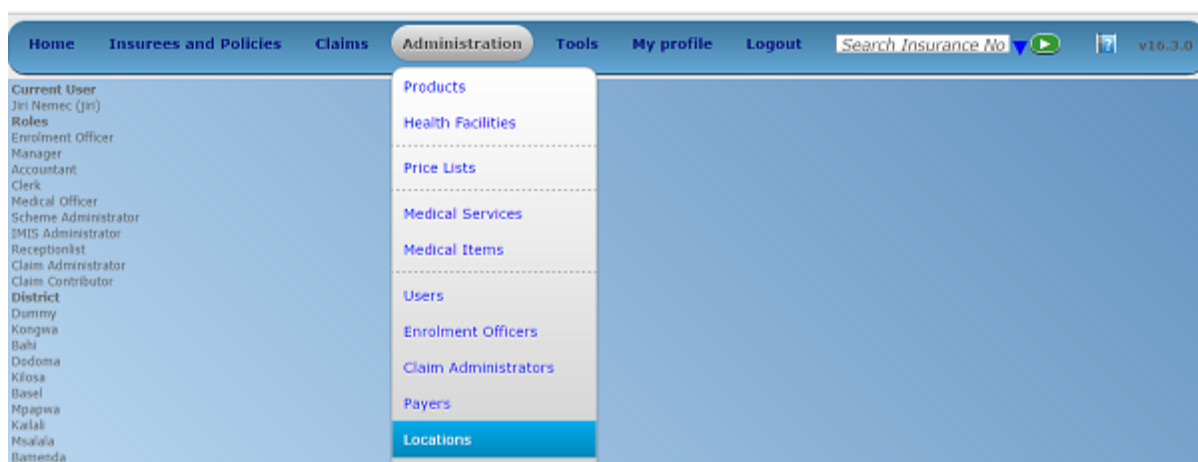 Home Insurees and Policies Claims Administration Tools My profile Logout Search Insurance No v16.3.0
Current User
Jiri Nemec (jiri)
Roles
Enrolment Officer
Manager
Accountant
Clerk
Medical Officer
Scheme Administrator
IMIS Administrator
Receptionlist
Claim Administrator
Claim Contributor
District
Dummy
Kongwa
Bahi
Dodoma
Kilosa
Basel
Mpapwa
Kailali
Msalala
Bamenda
Products
Health Facilities
Price Lists
Medical Services
Medical Items
Users
Enrolment Officers
Claim Administrators
Payers
Locations